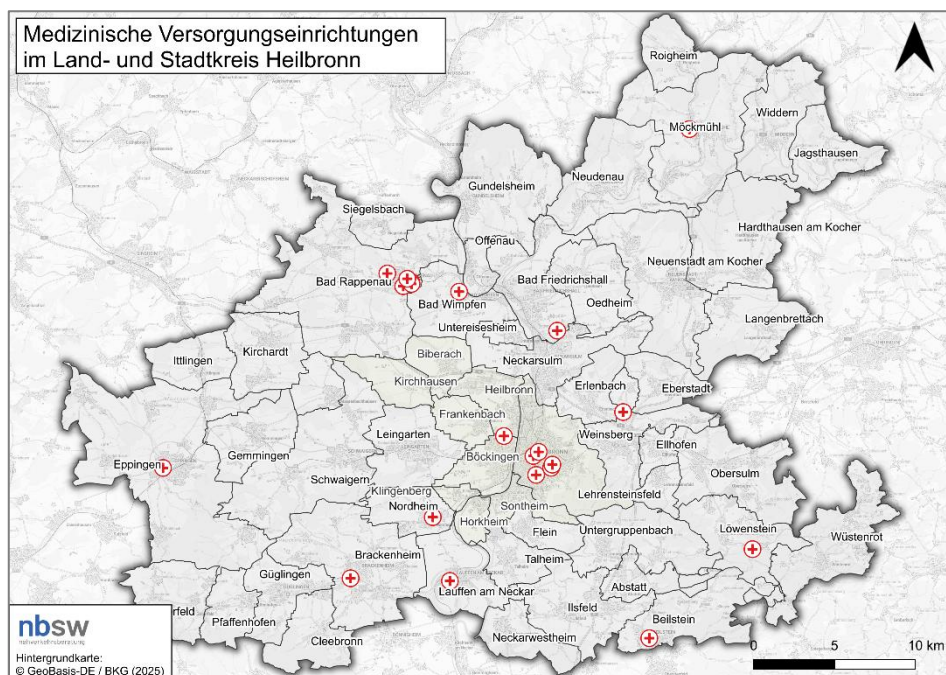 Medizinische Versorgungseinrichtungen
im Land- und Stadtkreis Heilbronn
Roigheim
Möckmühl
Widdern
Jagsthausen
Gundelsheim
Neudenau
Siegelsbach
Hardthausen am Kocher
Offenau
Neuenstadt am Kocher
Bad Rappenau
Bad Friedrichshall
Bad Wimpfen
Oedheim
Langenbrettach
Untereisesheim
Ittlingen
Kirchardt
Biberach
Neckarsulm
Kirchhausen
Heilbronn
Erlenbach
Eberstadt
Frankenbach
Leingarten
Weinsberg
Ellhofen
Gemmingen
Böckingen
Eppingen
Obersulm
Schwaigern
Klingenberg
Lehrensteinsfeld
Nordheim
Sontheim
Horkheim
Flein
Untergruppenbach
Löwenstein
Wüstenrot
Brackenheim
Talheim
Güglingen
Lauffen am Neckar
Abstatt
Ilsfeld
Pfaffenhofen
Beilstein
Cleebronn
Neckarwestheim
nbsw
Hintergrundkarte:
© GeoBasis-DE / BKG (2025)
0 5 10 km